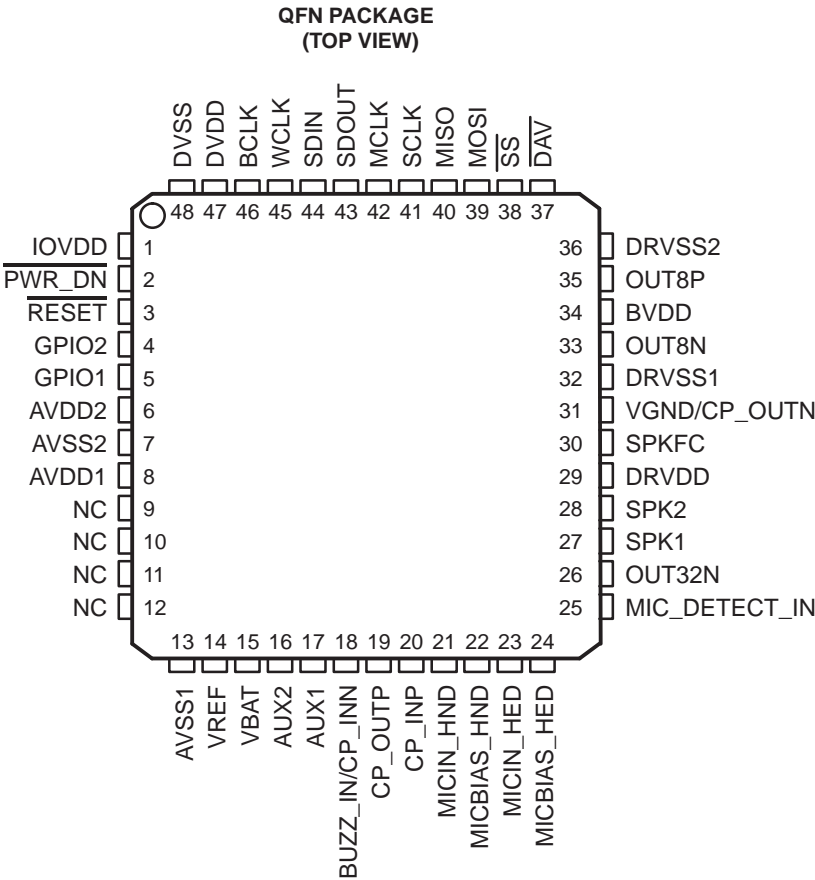 QFN PACKAGE
(TOP VIEW)
DVSS
DVDD
BCLK
WCLK
SDIN
SDOUT
MCLK
SCLK
MISO
MOSI
SS
DAV
48 47 46 45 44 43 42 41 40 39 38 37
IOVDD 1
PWR_DN 2
RESET 3
GPIO2 4
GPIO1 5
AVDD2 6
AVSS2 7
AVDD1 8
NC 9
NC 10
NC 11
NC 12
36 DRVSS2
35 OUT8P
34 BVDD
33 OUT8N
32 DRVSS1
31 VGND/CP_OUTN
30 SPKFC
29 DRVDD
28 SPK2
27 SPK1
26 OUT32N
25 MIC_DETECT_IN
13 14 15 16 17 18 19 20 21 22 23 24
AVSS1
VREF
VBAT
AUX2
AUX1
BUZZ_IN/CP_INN
CP_OUTP
CP_INP
MICIN_HND
MICBIAS_HND
MICIN_HED
MICBIAS_HED